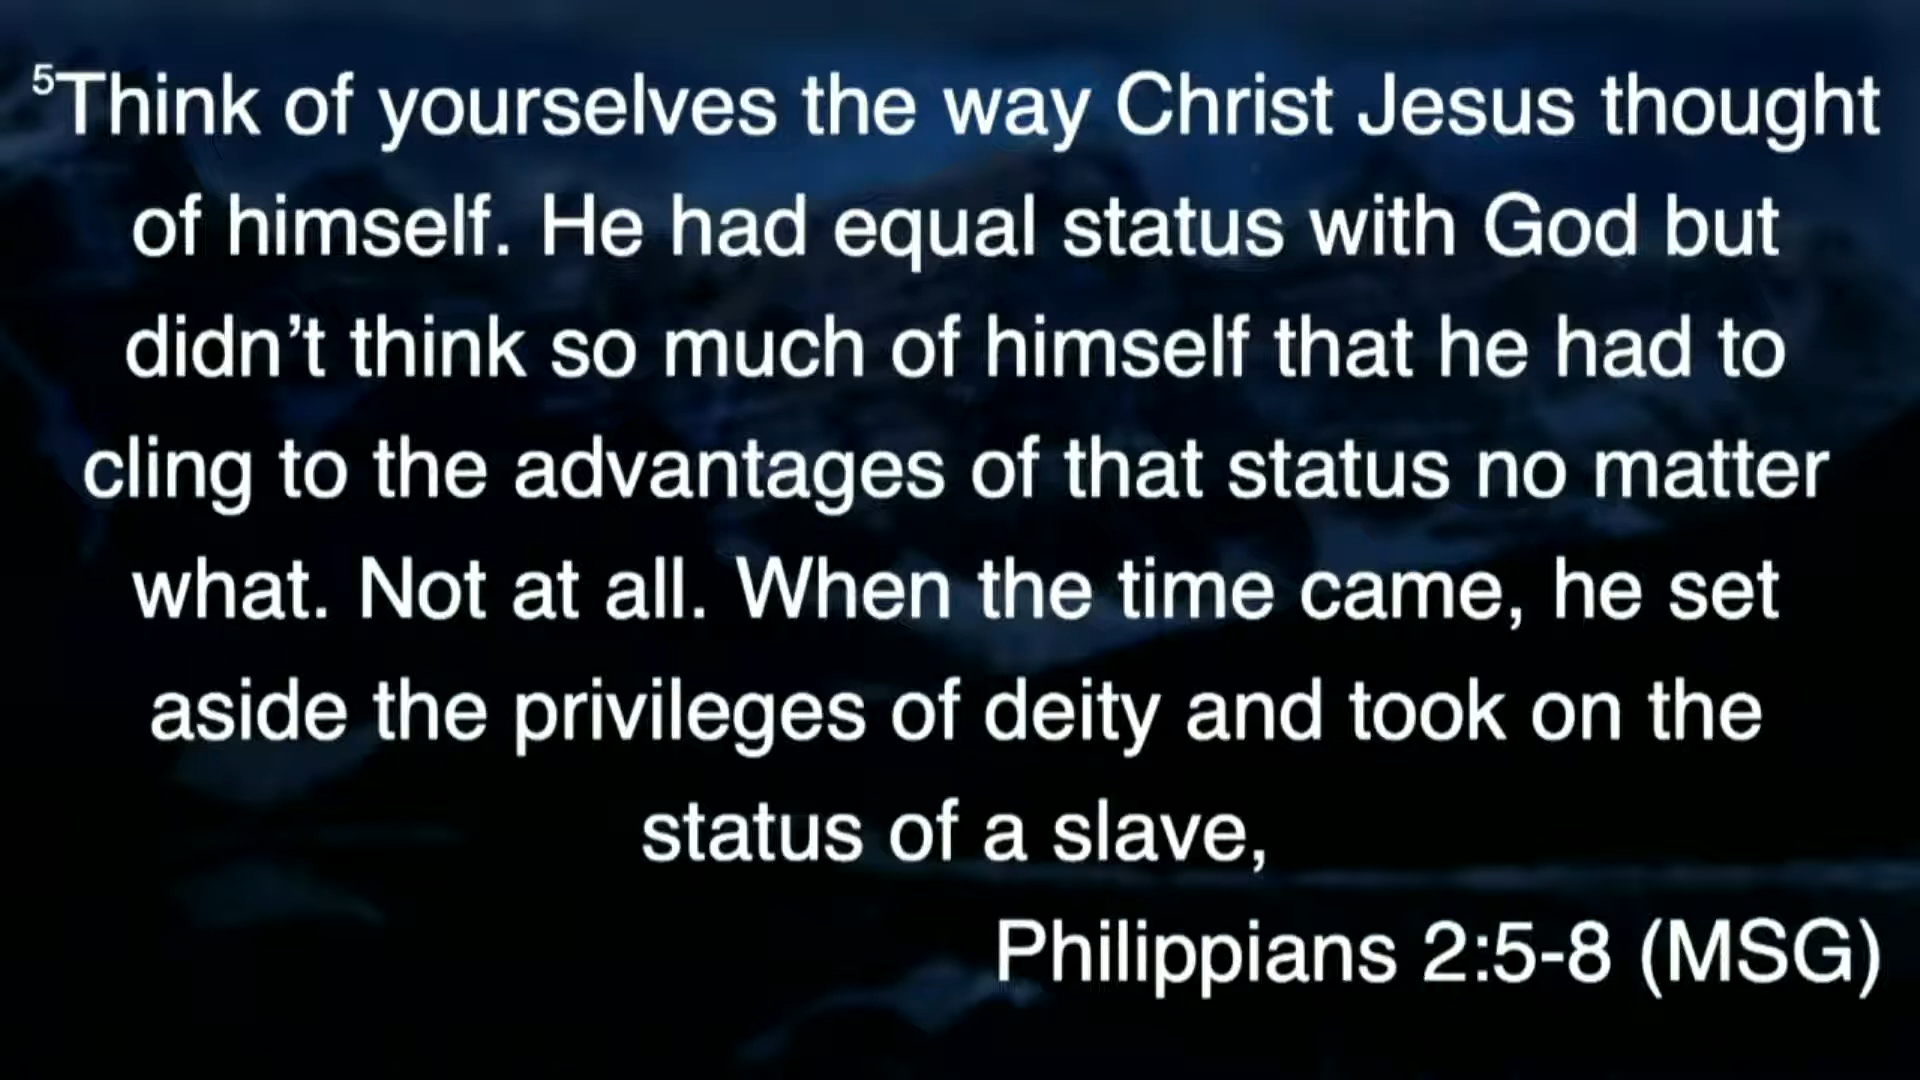 ⁵Think of yourselves the way Christ Jesus thought
of himself. He had equal status with God but
didn’t think so much of himself that he had to
cling to the advantages of that status no matter
what. Not at all. When the time came, he set
aside the privileges of deity and took on the
status of a slave,
Philippians 2:5-8 (MSG)